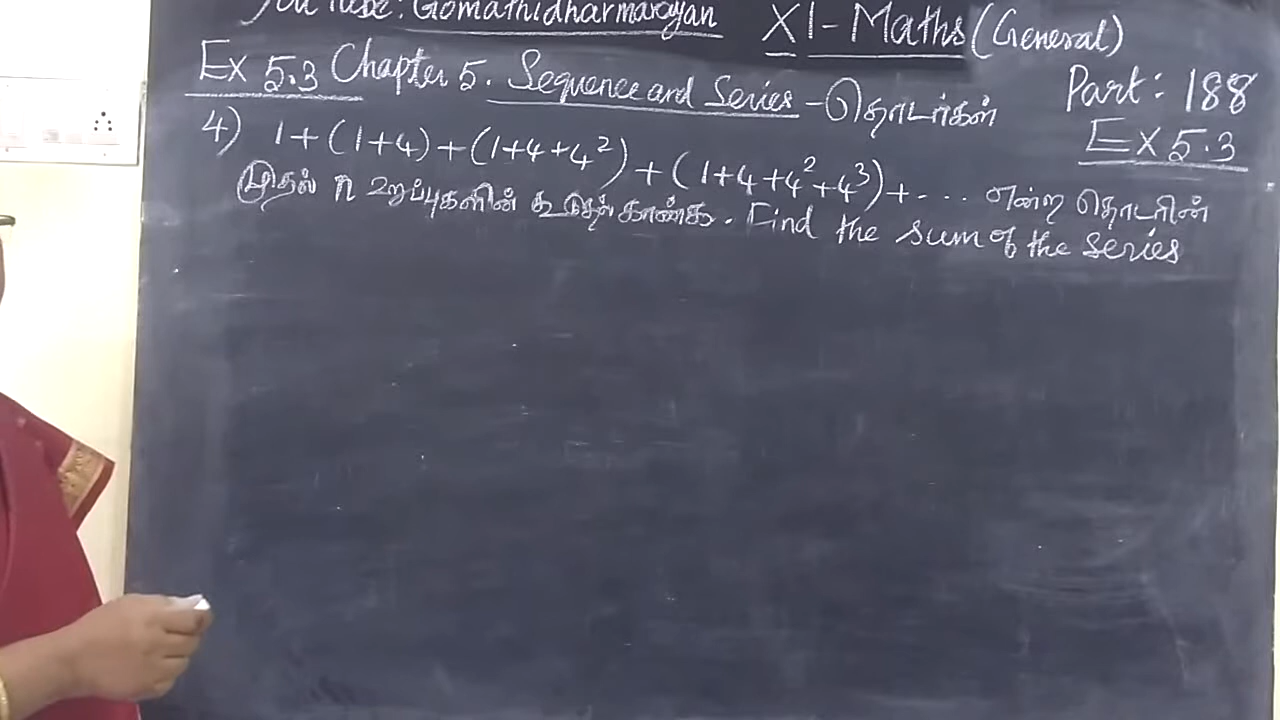 YouTube: Gomathidharmarayan XI-Maths (General)
Ex 5.3 Chapter 5. Sequence and Series - தொடர்கள் Part: 188
Ex 5.3
4) 1+(1+4)+(1+4+4²)+(1+4+4²+4³)+... என்ற தொடரின்
முதல் n உறுப்புகளின் கூடுதல் காண்க. Find the sum of the series